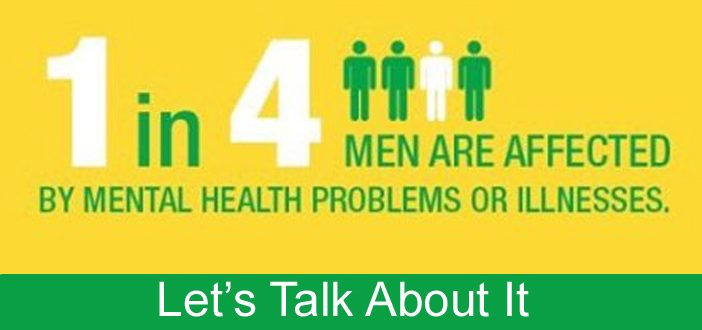 1 in 4 MEN ARE AFFECTED
BY MENTAL HEALTH PROBLEMS OR ILLNESSES.
Let’s Talk About It